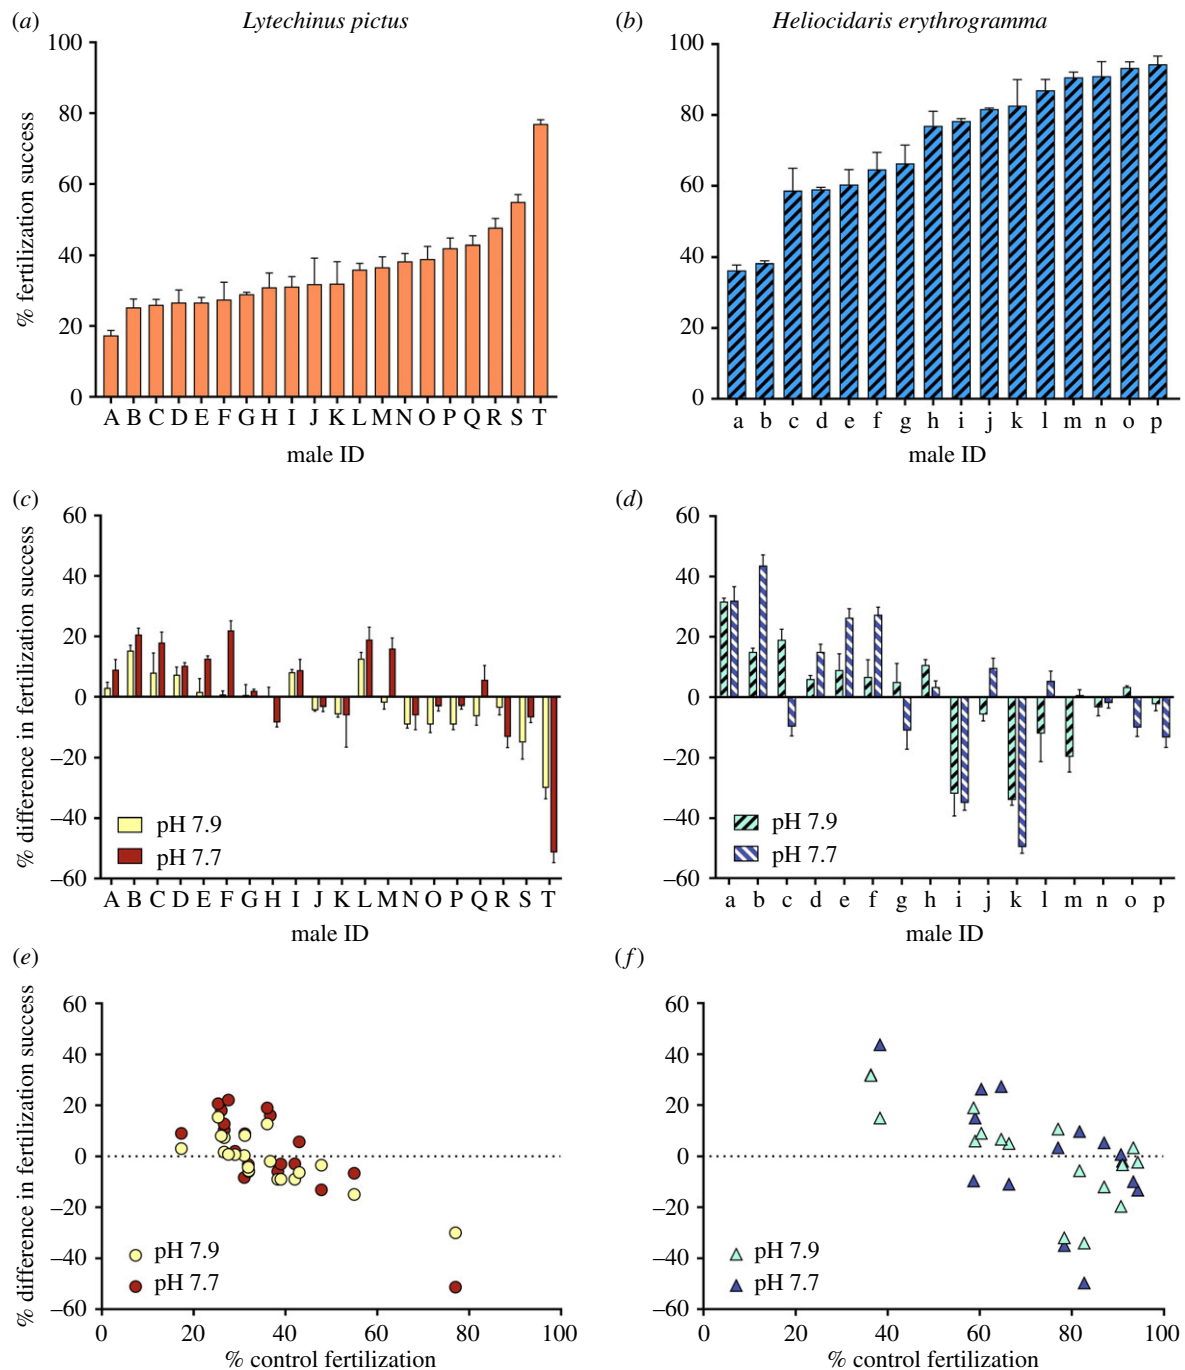 (a) Lytechinus pictus
(b) Heliocidaris erythrogramma
% fertilization success
100
80
60
40
20
0
A B C D E F G H I J K L M N O P Q R S T
male ID
100
80
60
40
20
0
a b c d e f g h i j k l m n o p
male ID
(c)
% difference in fertilization success
60
40
20
0
–20
–40
–60
pH 7.9
pH 7.7
A B C D E F G H I J K L M N O P Q R S T
male ID
(d)
60
40
20
0
–20
–40
–60
pH 7.9
pH 7.7
a b c d e f g h i j k l m n o p
male ID
(e)
% difference in fertilization success
60
40
20
0
–20
–40
–60
pH 7.9
pH 7.7
0 20 40 60 80 100
% control fertilization
(f)
60
40
20
0
–20
–40
–60
pH 7.9
pH 7.7
0 20 40 60 80 100
% control fertilization